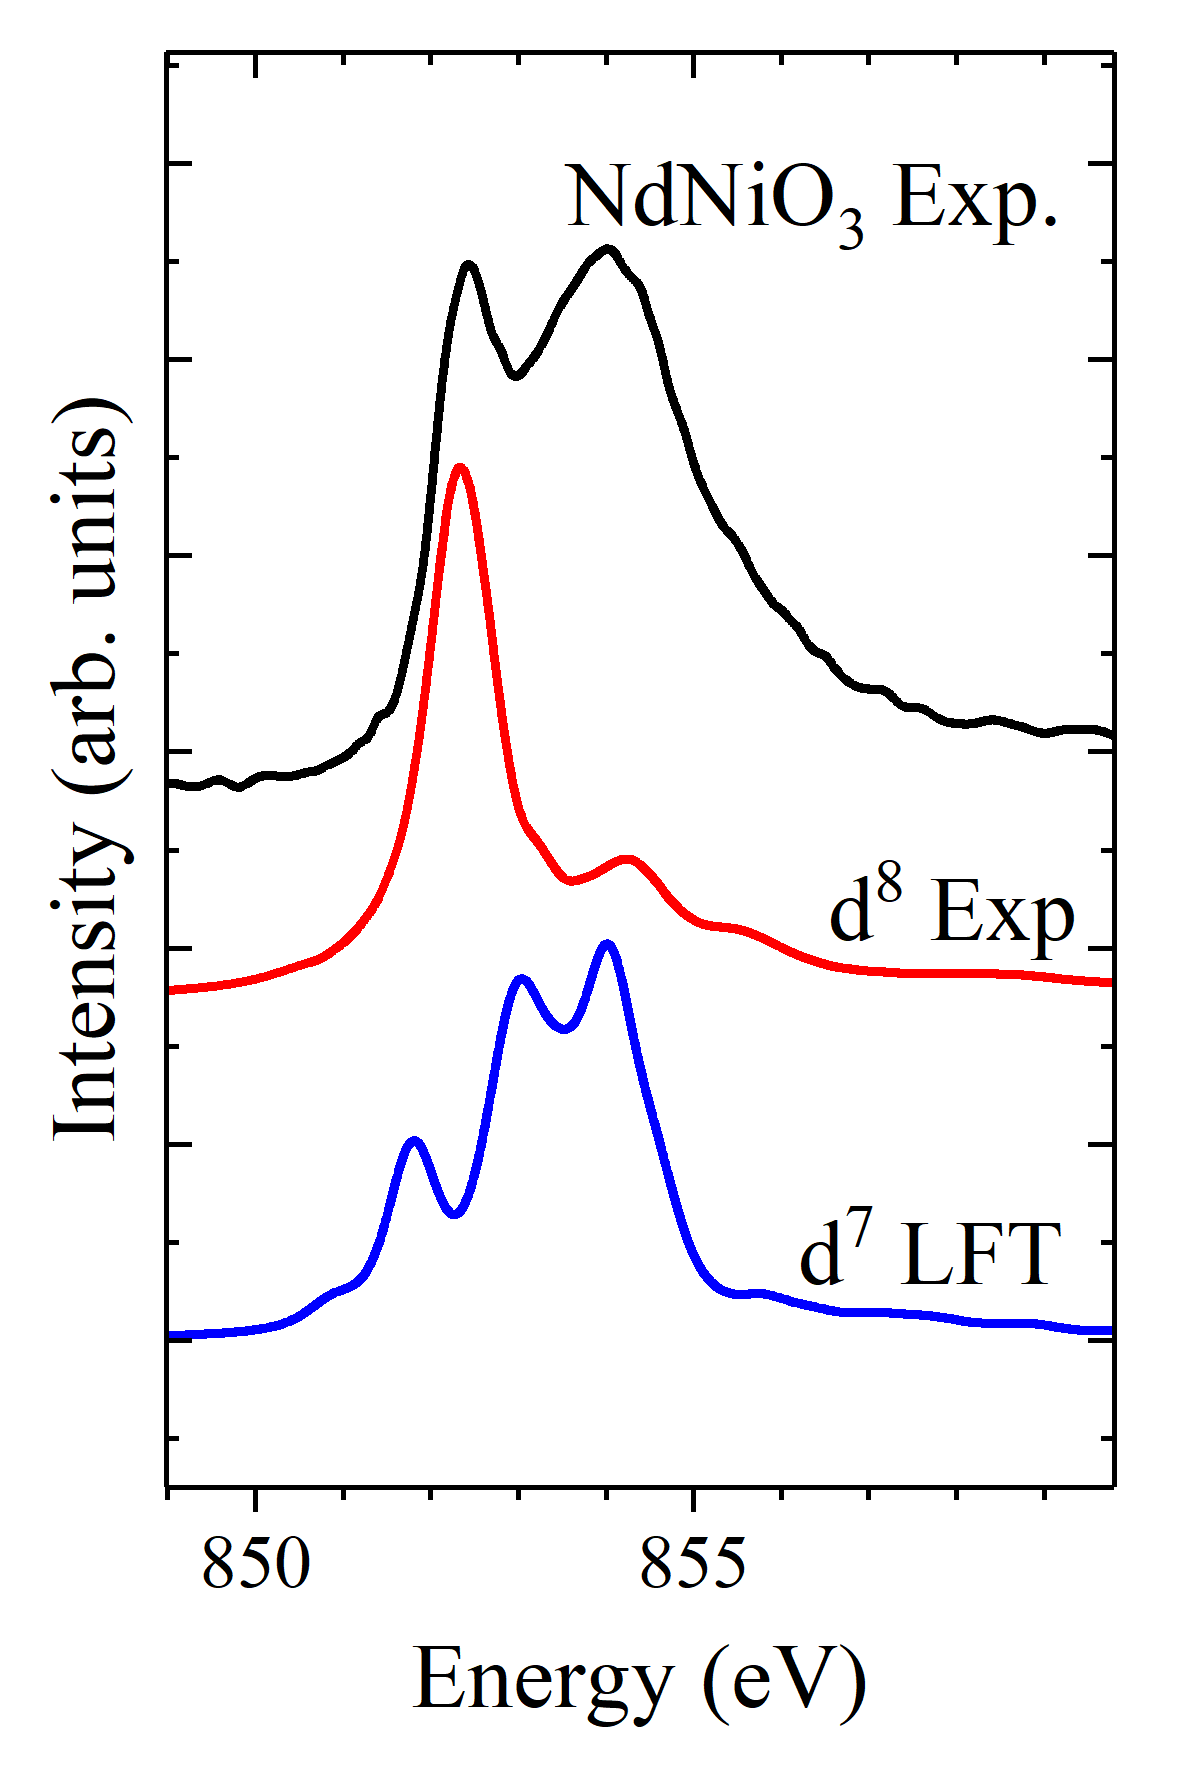 NdNiO₃ Exp.
d⁸ Exp
d⁷ LFT
Intensity (arb. units)
850 855
Energy (eV)